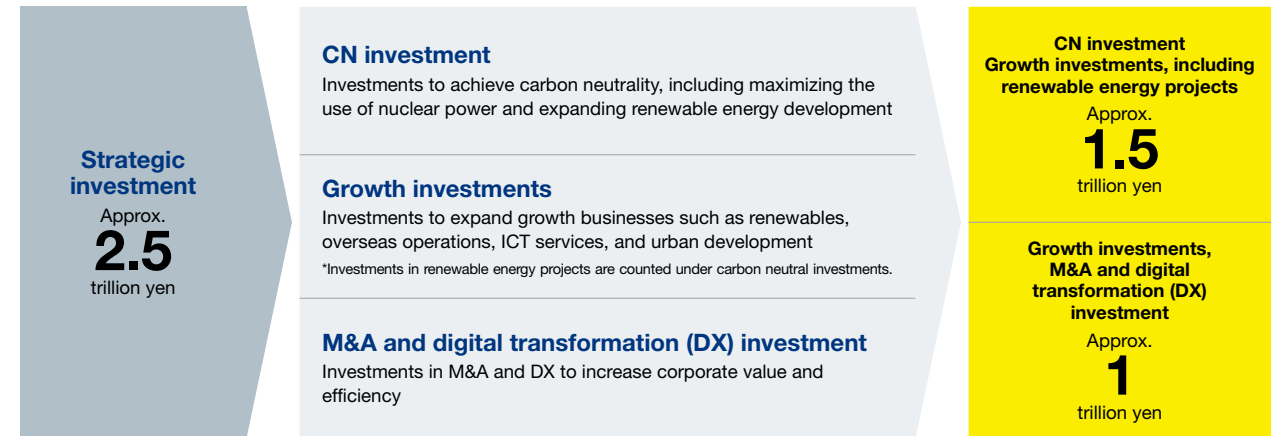 Strategic
investment
Approx.
2.5
trillion yen
CN investment
Investments to achieve carbon neutrality, including maximizing the
use of nuclear power and expanding renewable energy development
Growth investments
Investments to expand growth businesses such as renewables,
overseas operations, ICT services, and urban development
*Investments in renewable energy projects are counted under carbon neutral investments.
M&A and digital transformation (DX) investment
Investments in M&A and DX to increase corporate value and
efficiency
CN investment
Growth investments, including
renewable energy projects
Approx.
1.5
trillion yen
Growth investments,
M&A and digital
transformation (DX)
investment
Approx.
1
trillion yen